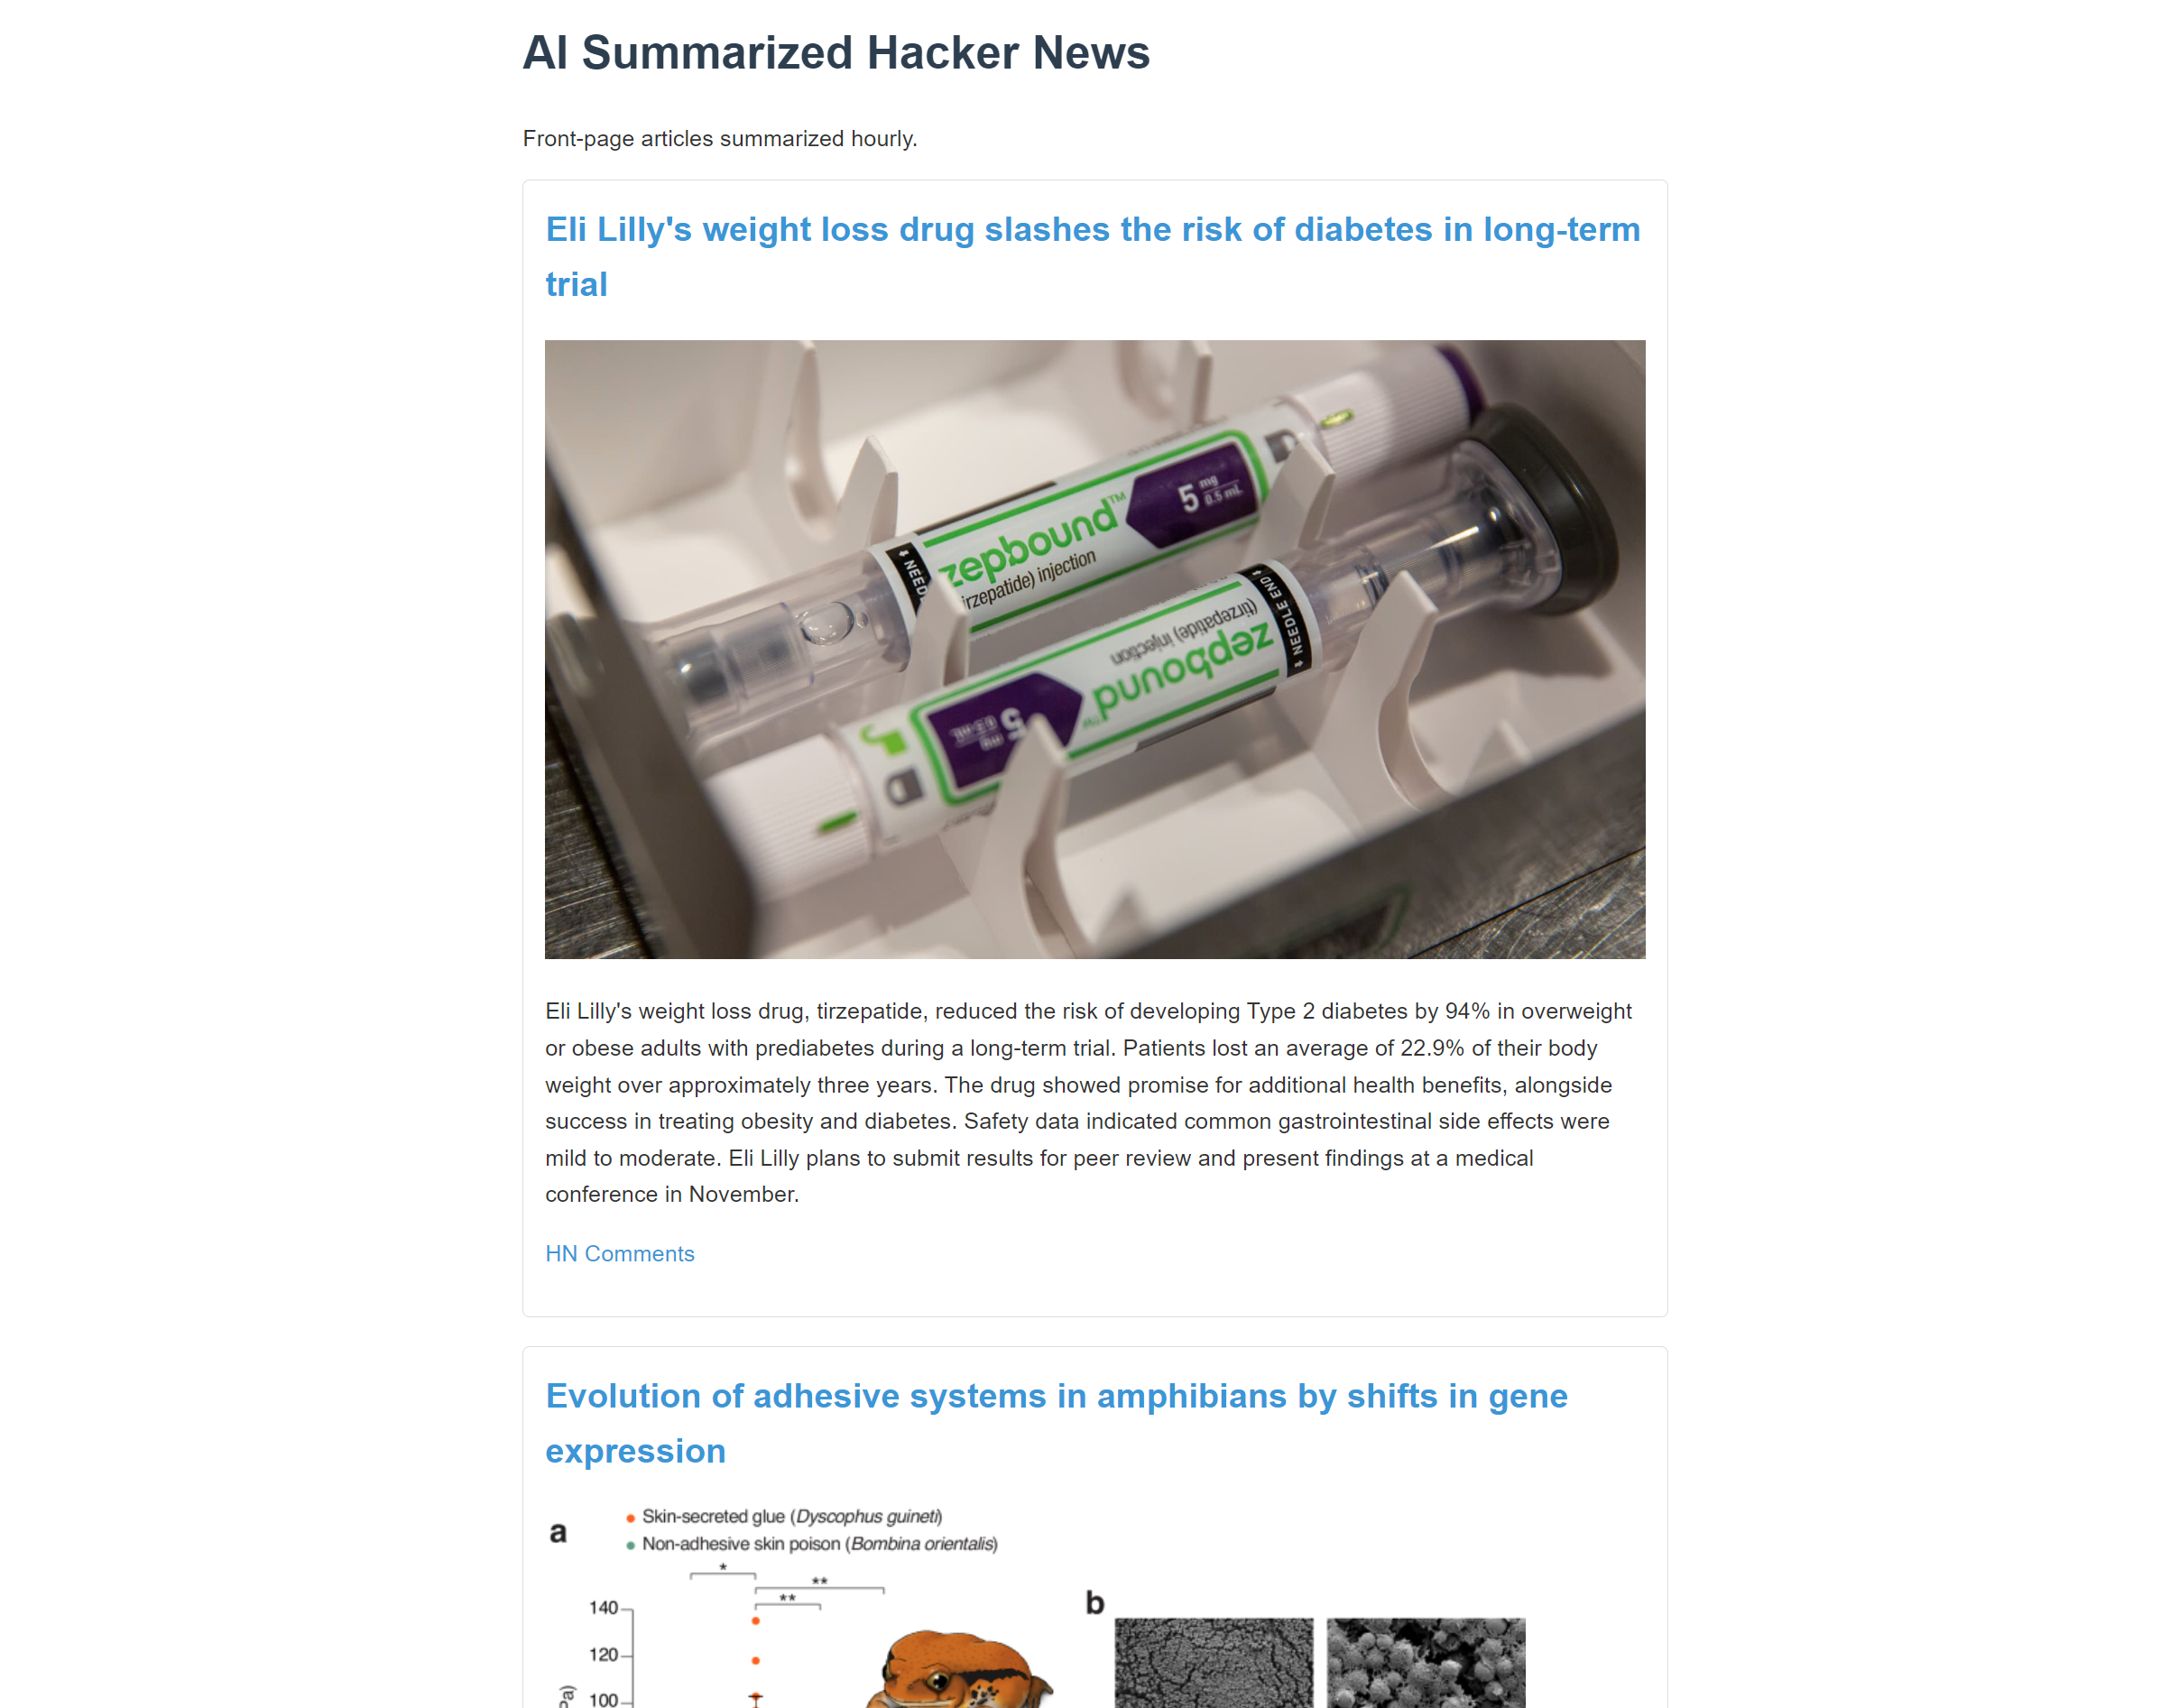 AI Summarized Hacker News
Front-page articles summarized hourly.
Eli Lilly's weight loss drug slashes the risk of diabetes in long-term
trial
zepbound™
5 mg
0.5 mL
irzepatide) injection
NEED
zepbound™
(tirzepatide) injection
NEEDLE END
5 mg
0.5 mL
Eli Lilly's weight loss drug, tirzepatide, reduced the risk of developing Type 2 diabetes by 94% in overweight
or obese adults with prediabetes during a long-term trial. Patients lost an average of 22.9% of their body
weight over approximately three years. The drug showed promise for additional health benefits, alongside
success in treating obesity and diabetes. Safety data indicated common gastrointestinal side effects were
mild to moderate. Eli Lilly plans to submit results for peer review and present findings at a medical
conference in November.
HN Comments
Evolution of adhesive systems in amphibians by shifts in gene
expression
a
Skin-secreted glue (Dyscophus guineti)
Non-adhesive skin poison (Bombina orientalis)
*
**
**
b
140
120
100
Pa)